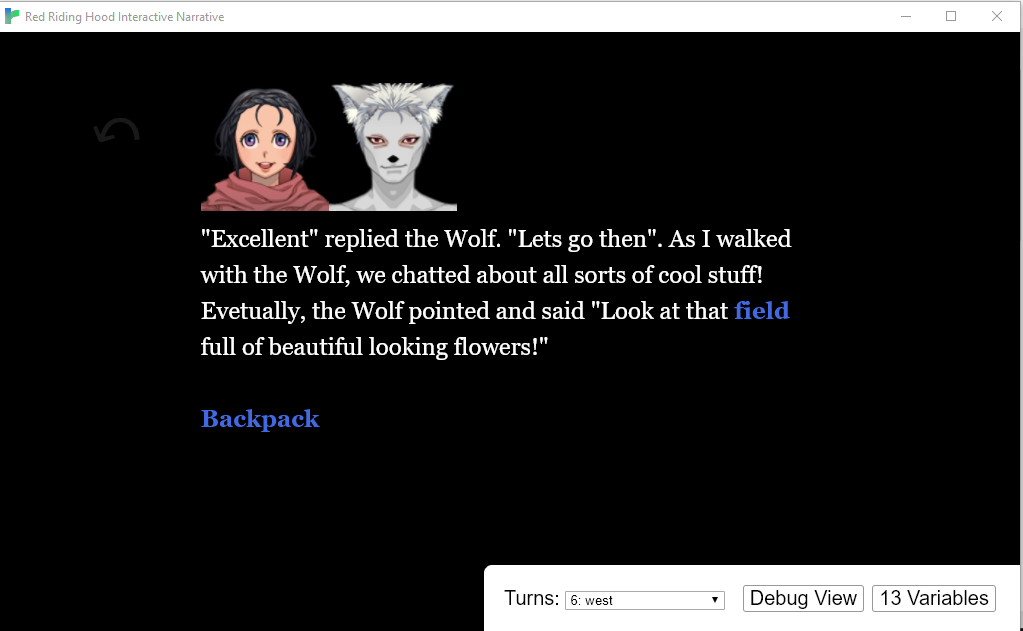 Red Riding Hood Interactive Narrative
"Excellent" replied the Wolf. "Lets go then". As I walked
with the Wolf, we chatted about all sorts of cool stuff!
Evetually, the Wolf pointed and said "Look at that field
full of beautiful looking flowers!"
Backpack
Turns: 6: west Debug View 13 Variables